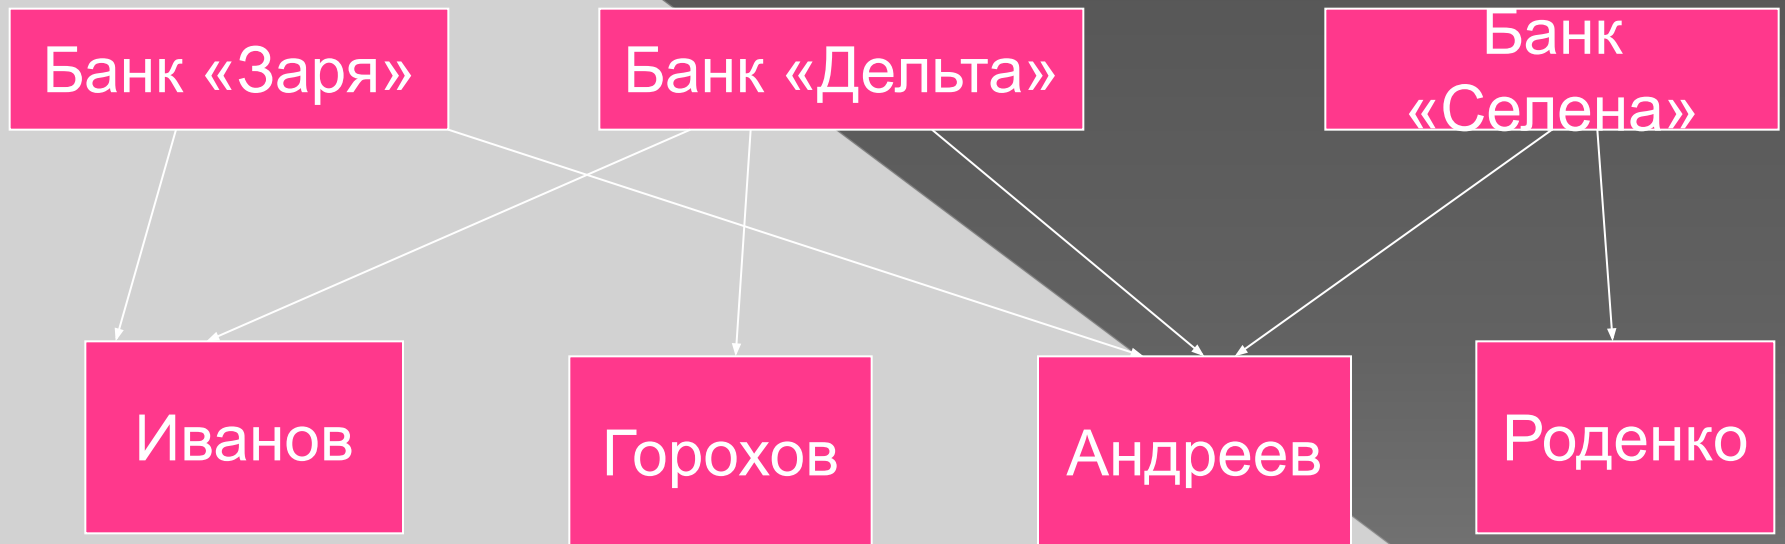 Банк «Заря»
Банк «Дельта»
Банк
«Селена»
Иванов
Горохов
Андреев
Роденко